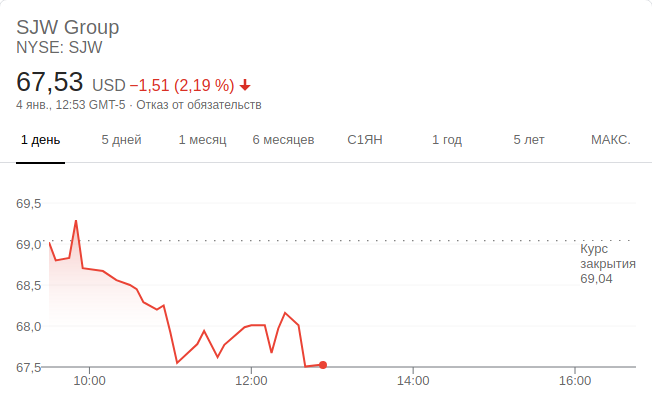 SJW Group
NYSE: SJW
67,53 USD −1,51 (2,19 %)
4 янв., 12:53 GMT-5 · Отказ от обязательств
1 день 5 дней 1 месяц 6 месяцев С1ЯН 1 год 5 лет МАКС.
69,5
69,0
68,5
68,0
67,5
Курс
закрытия
69,04
10:00 12:00 14:00 16:00